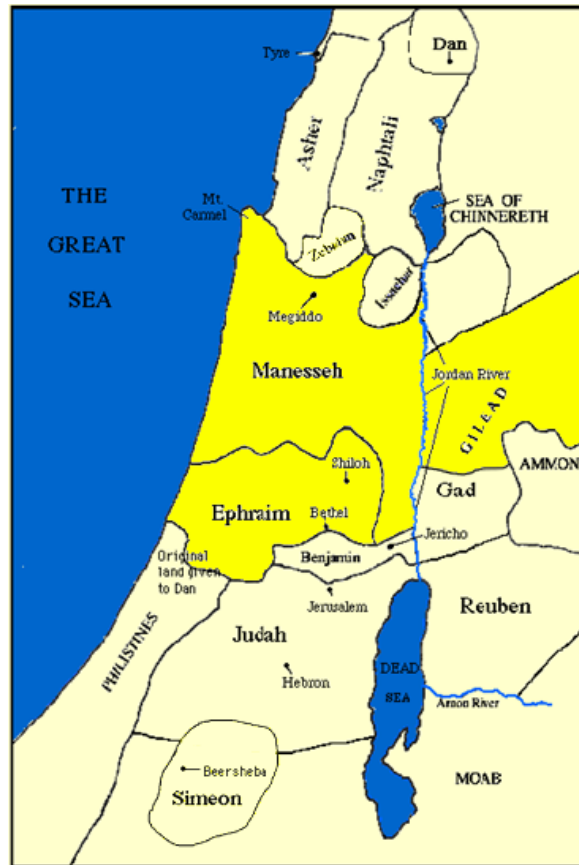 Dan
Tyre
Asher
Naphtali
THE
GREAT
SEA
Mt.
Carmel
SEA OF
CHINNERETH
Zebulun
Issachar
Megiddo
Manesseh
Jordan River
GILEAD
Shiloh
AMMON
Gad
Ephraim
Bethel
Jericho
Benjamin
Original
land given
to Dan
Jerusalem
Reuben
Judah
PHILISTINES
Hebron
DEAD
SEA
Arnon River
Beersheba
Simeon
MOAB